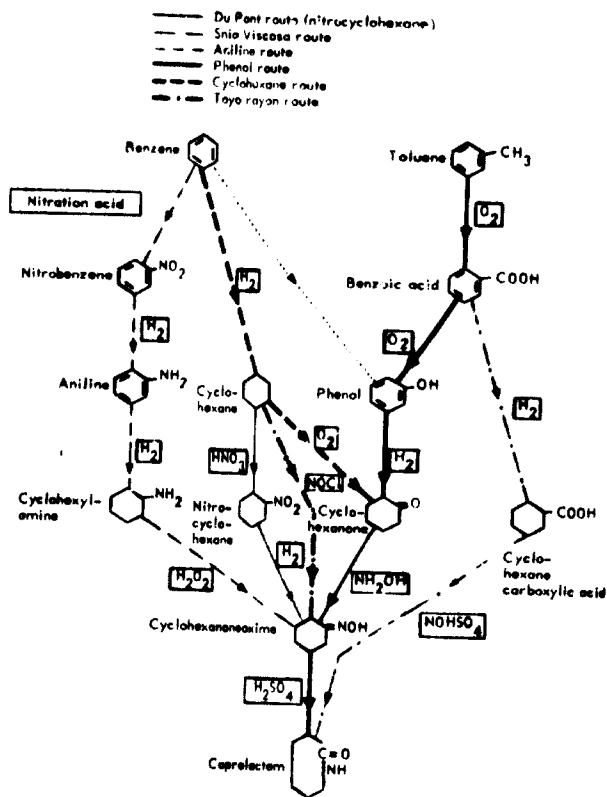 Du Pont route (nitrocyclohexane)
Snia Viscosa route
Aniline route
Phenol route
Cyclohexane route
Toyo rayon route
Benzene
Toluene
CH3
Nitration acid
O2
Nitrobenzene
NO2
H2
Benzoic acid
COOH
H2
O2
Aniline
NH2
Cyclo-
hexane
Phenol
OH
H2
O2
H2
HNO3
NOCl
H2
Cyclohexyl
amine
NH2
Nitro-
cyclo-
hexane
NO2
Cyclo-
hexanone
O
COOH
Cyclo-
hexane
carboxylic acid
H2O2
H2
NH2OH
NOHSO4
Cyclohexanoneoxime
NOH
H2SO4
Caprolactam
C=O
NH